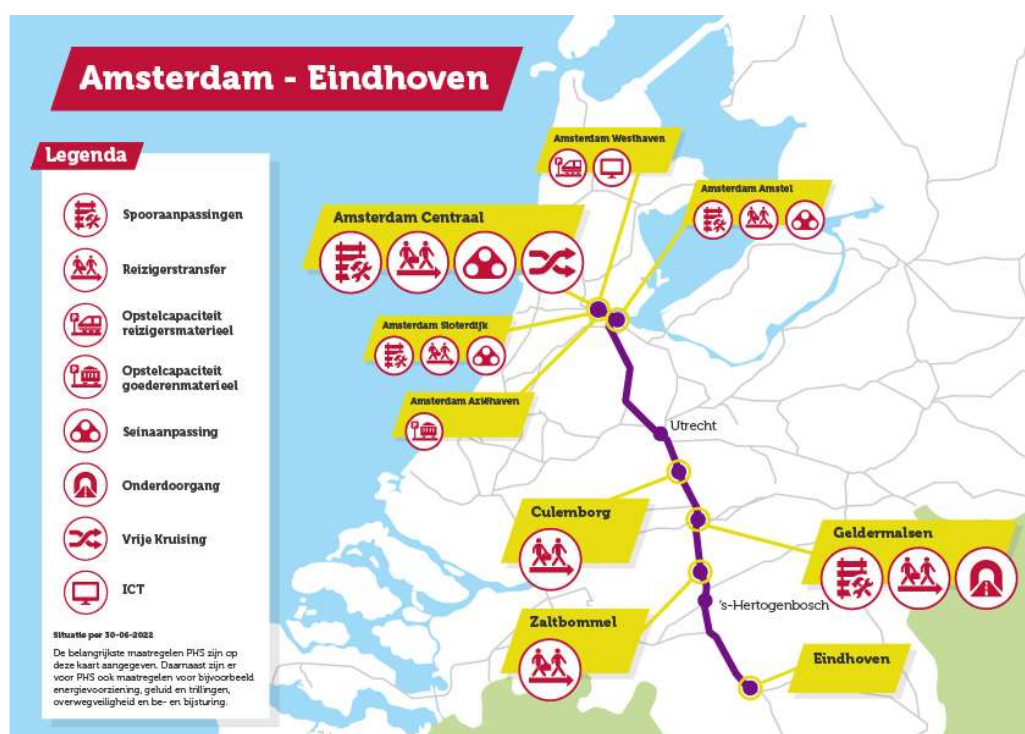 Amsterdam - Eindhoven
Legenda
Spooraanpassingen
Reizigerstransfer
Opstelcapaciteit
reizigersmaterieel
Opstelcapaciteit
goederenmaterieel
Seinaanpassing
Onderdoorgang
Vrije Kruising
ICT
Situatie per 30-06-2022
De belangrijkste maatregelen PHS zijn op
deze kaart aangegeven. Daarnaast zijn er
voor PHS ook maatregelen voor bijvoorbeeld
energievoorziening, geluid en trillingen,
overwegveiligheid en be- en bijsturing.
Amsterdam Westhaven
P
Amsterdam Amstel
Amsterdam Centraal
Amsterdam Sloterdijk
Amsterdam Aziëhaven
P
Utrecht
Culemborg
Geldermalsen
Zaltbommel
's-Hertogenbosch
Eindhoven